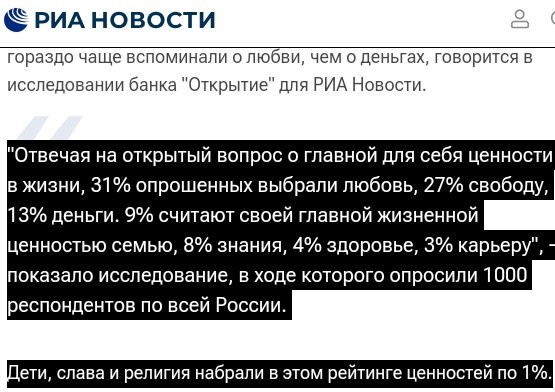 РИА НОВОСТИ
гораздо чаще вспоминали о любви, чем о деньгах, говорится в
исследовании банка "Открытие" для РИА Новости.
"Отвечая на открытый вопрос о главной для себя ценности
в жизни, 31% опрошенных выбрали любовь, 27% свободу,
13% деньги. 9% считают своей главной жизненной
ценностью семью, 8% знания, 4% здоровье, 3% карьеру", -
показало исследование, в ходе которого опросили 1000
респондентов по всей России.
Дети, слава и религия набрали в этом рейтинге ценностей по 1%.